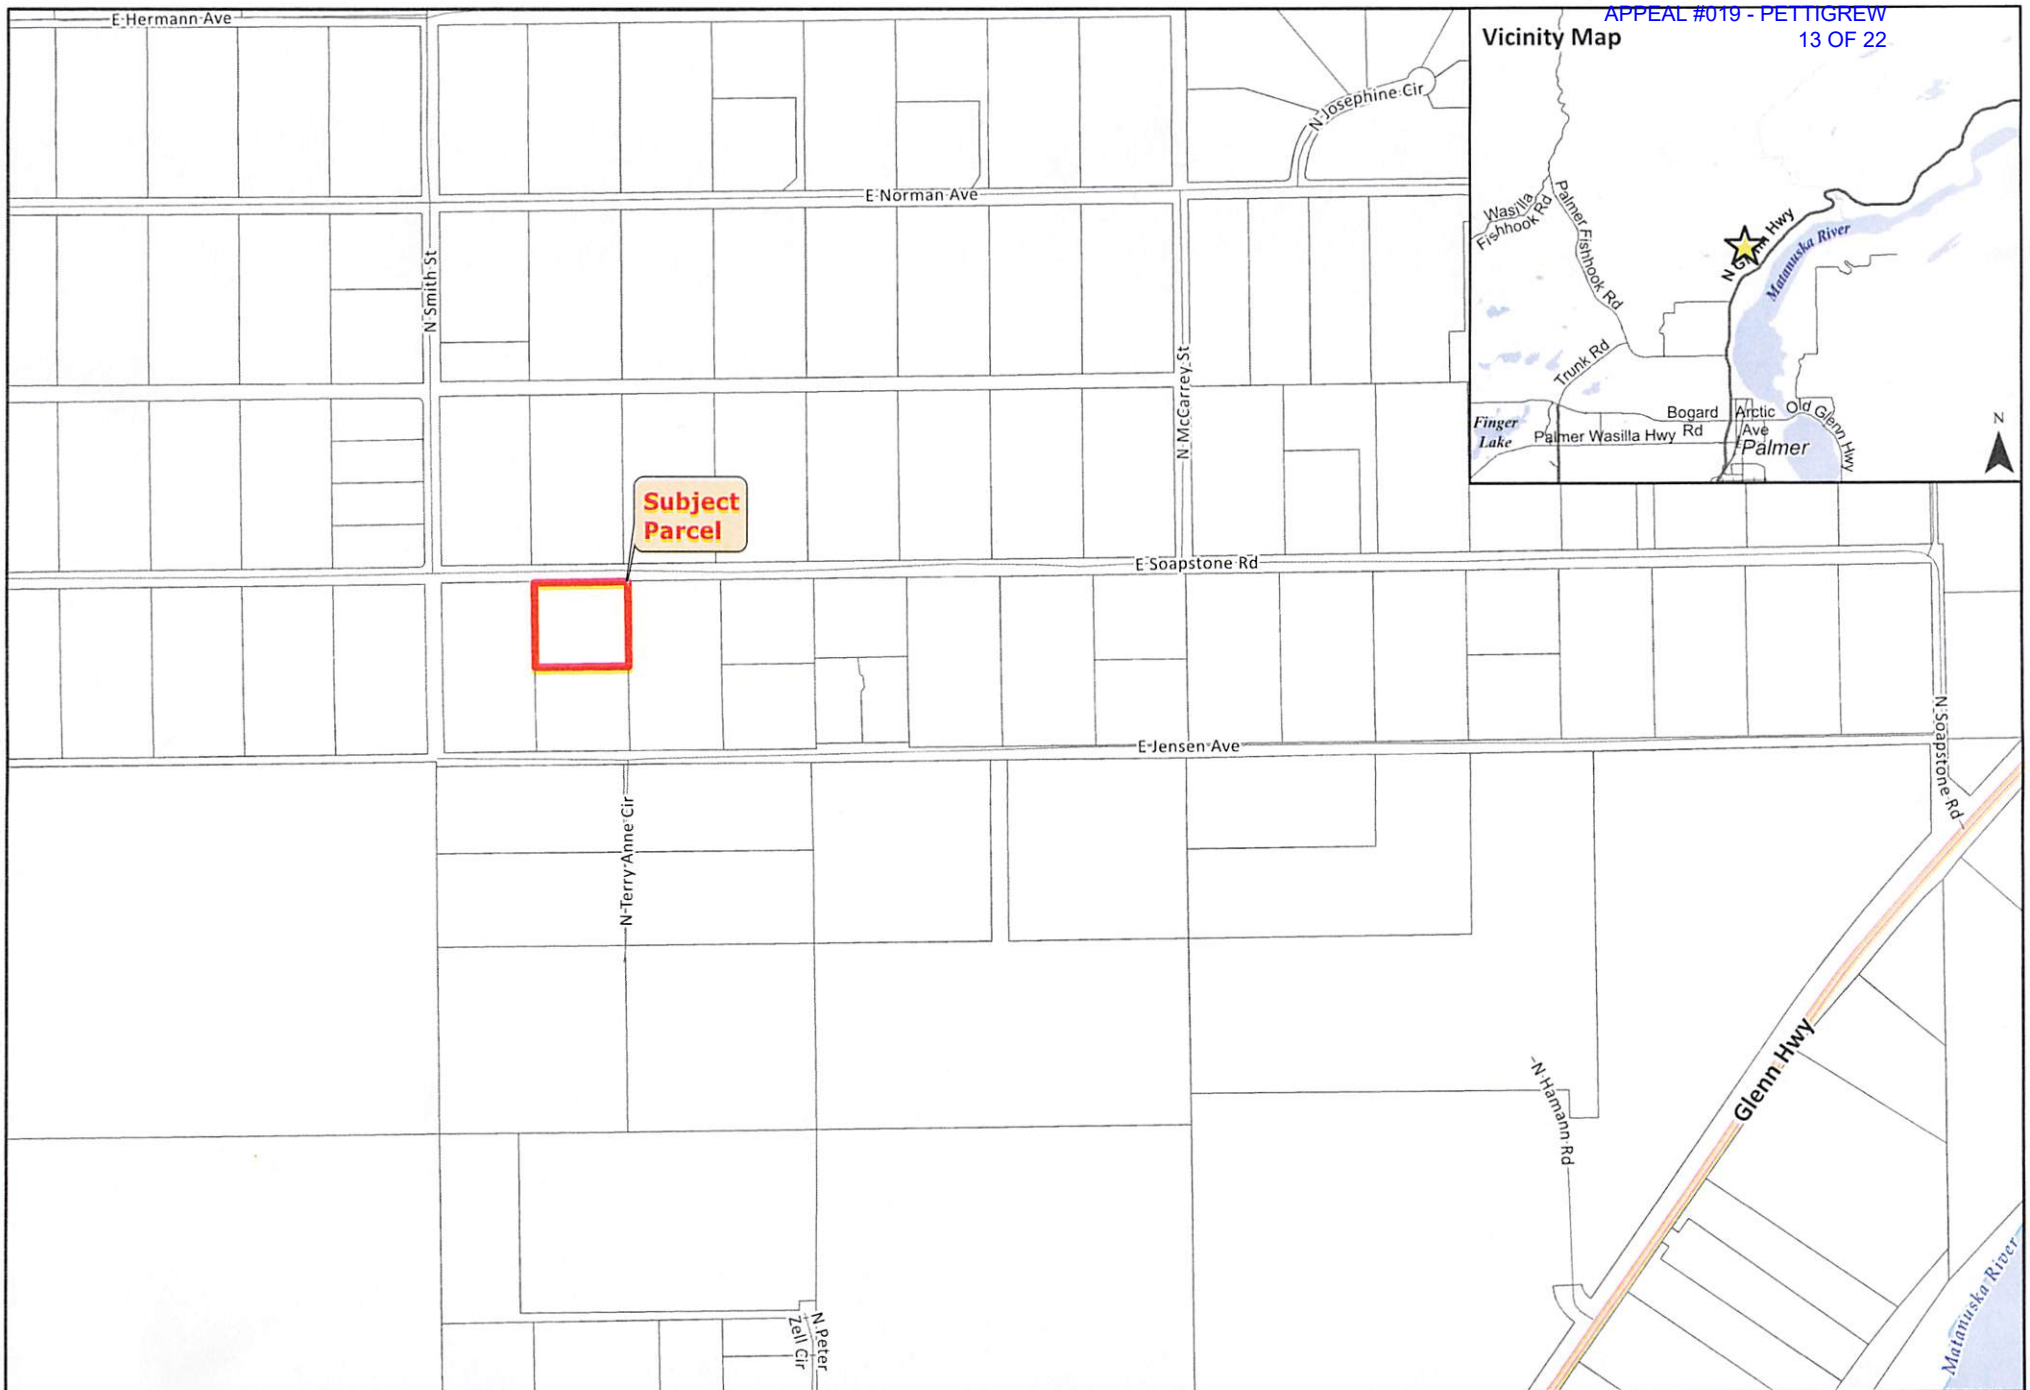 APPEAL #019 - PETTIGREW
13 OF 22
E Hermann Ave
Vicinity Map
N Josephine Cir
E Norman Ave
Wasilla
Fishhook Rd
Palmer Fishhook Rd
N Glenn Hwy
Matanuska River
N Smith St
Trunk Rd
N McCarrey St
Bogard
Rd
Arctic
Ave
Old Glenn Hwy
Finger
Lake
Palmer Wasilla Hwy
Palmer
N
Subject
Parcel
E Soapstone Rd
N Soapstone Rd
E Jensen Ave
N Terry Anne Cir
Glenn Hwy
N Hamann Rd
Matanuska River
N Peter
Zell Cir